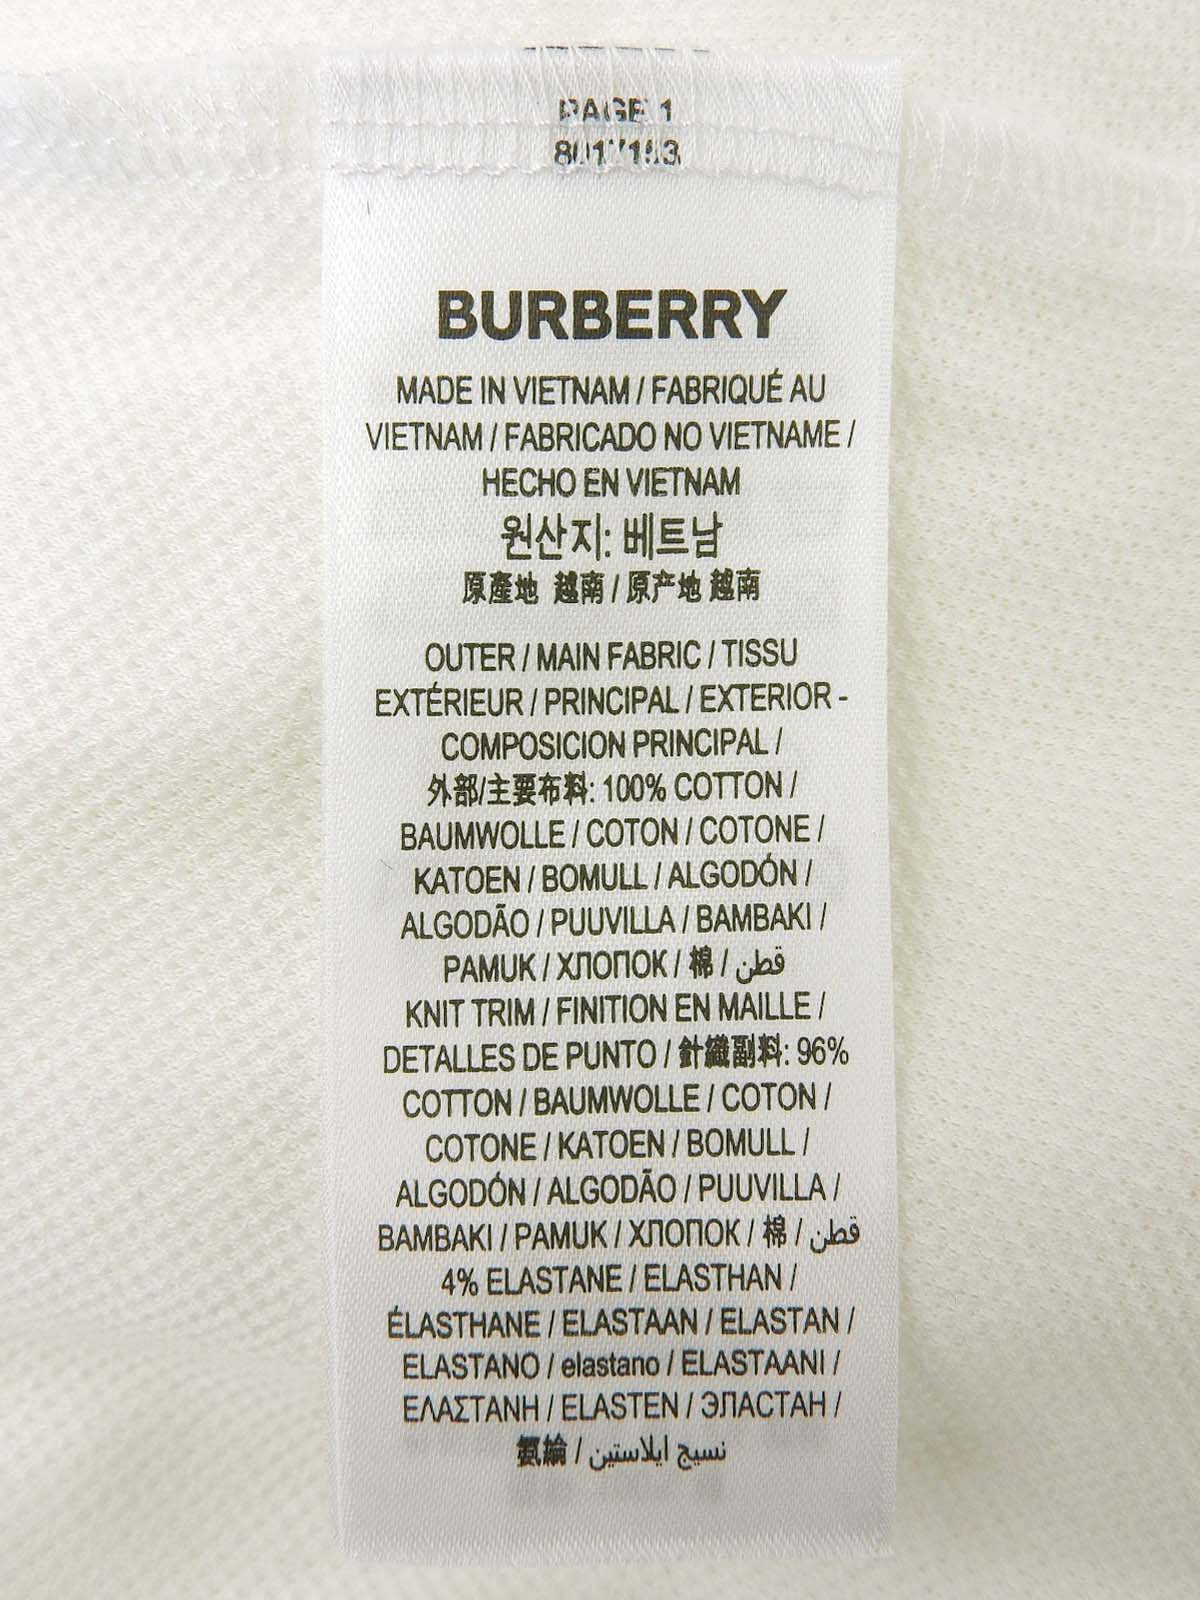 PAGE 1
8017153
BURBERRY
MADE IN VIETNAM / FABRIQUÉ AU
VIETNAM / FABRICADO NO VIETNAME /
HECHO EN VIETNAM
원산지: 베트남
原產地 越南 / 原产地 越南
OUTER / MAIN FABRIC / TISSU
EXTÉRIEUR / PRINCIPAL / EXTERIOR -
COMPOSICION PRINCIPAL /
外部/主要布料: 100% COTTON /
BAUMWOLLE / COTON / COTONE /
KATOEN / BOMULL / ALGODÓN /
ALGODÃO / PUUVILLA / BAMBAKI /
PAMUK / ХЛОПОК / 棉 / قطن
KNIT TRIM / FINITION EN MAILLE /
DETALLES DE PUNTO / 針織副料: 96%
COTTON / BAUMWOLLE / COTON /
COTONE / KATOEN / BOMULL /
ALGODÓN / ALGODÃO / PUUVILLA /
BAMBAKI / PAMUK / ХЛОПОК / 棉 / قطن
4% ELASTANE / ELASTHAN /
ÉLASTHANE / ELASTAAN / ELASTAN /
ELASTANO / elastano / ELASTAANI /
ΕΛΑΣΤΑΝΗ / ELASTEN / ЭЛАСТАН /
氨綸 / نسيج ايلاستين